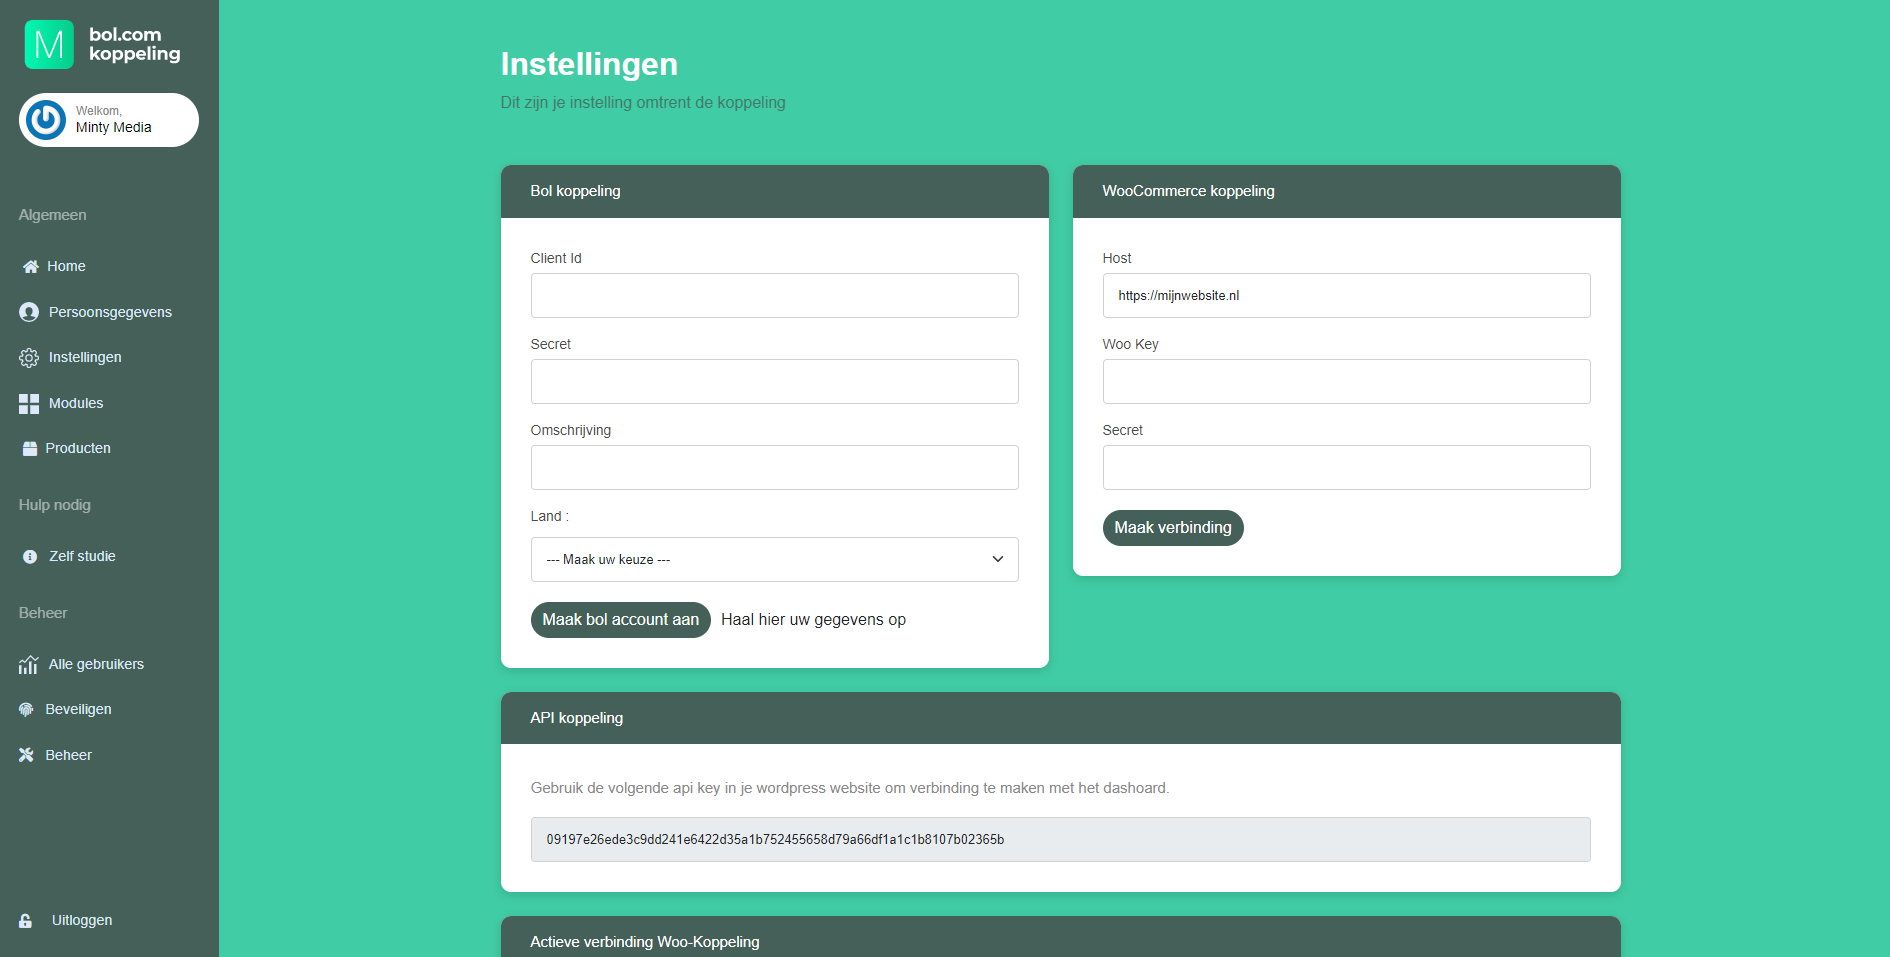 M
bol.com
koppeling
Welkom,
Minty Media
Algemeen
Home
Persoonsgegevens
Instellingen
Modules
Producten
Hulp nodig
Zelf studie
Beheer
Alle gebruikers
Beveiligen
Beheer
Uitloggen
Instellingen
Dit zijn je instelling omtrent de koppeling
Bol koppeling
Client Id
Secret
Omschrijving
Land :
--- Maak uw keuze ---
Maak bol account aan
Haal hier uw gegevens op
WooCommerce koppeling
Host
https://mijnwebsite.nl
Woo Key
Secret
Maak verbinding
API koppeling
Gebruik de volgende api key in je wordpress website om verbinding te maken met het dashoard.
09197e26ede3c9dd241e6422d35a1b752455658d79a66df1a1c1b8107b02365b
Actieve verbinding Woo-Koppeling